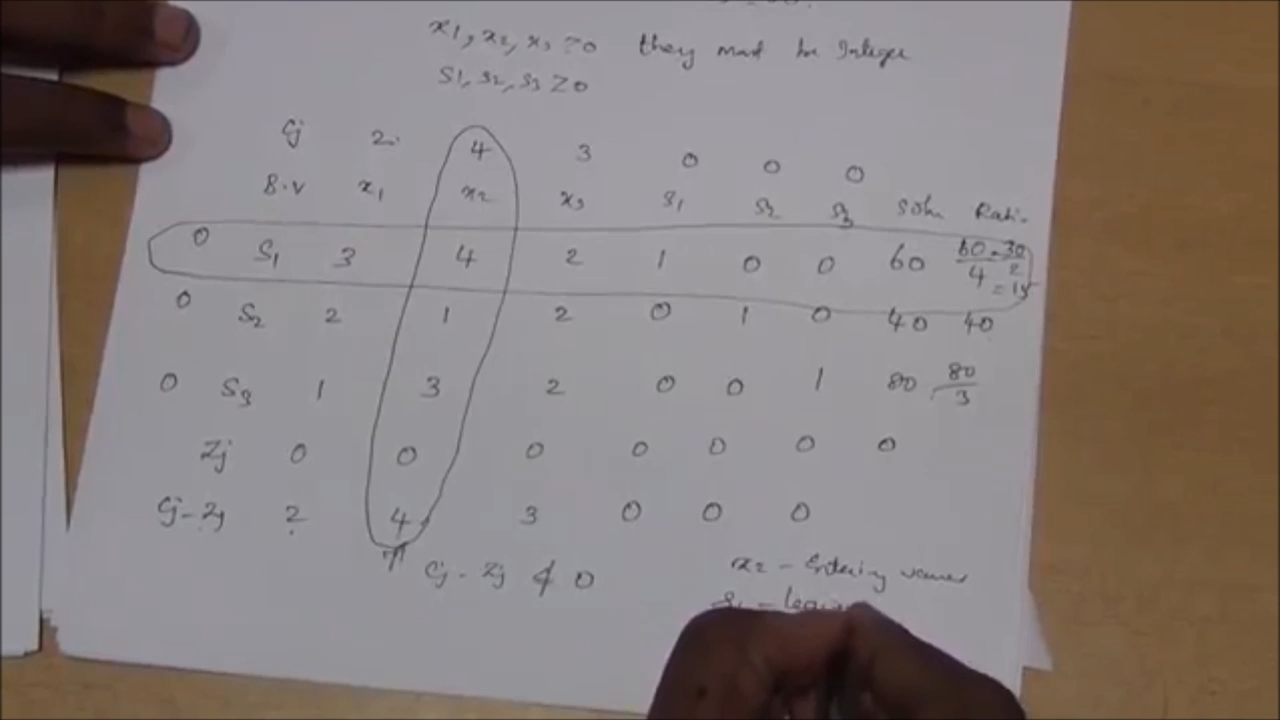 x1, x2, x3 ≥0 they must be Integer
S1, S2, S3 ≥0
Cj 2 4 3 0 0 0
B.V x1 x2 x3 S1 S2 S3 Soln Ratio
0 S1 3 4 2 1 0 0 60 60/4 = 30/2 = 15
0 S2 2 1 2 0 1 0 40 40
0 S3 1 3 2 0 0 1 80 80/3
Zj 0 0 0 0 0 0 0
Cj-Zj 2 4 3 0 0 0
↑ Cj - Zj ≮ 0
x2 - Entering
S1 -